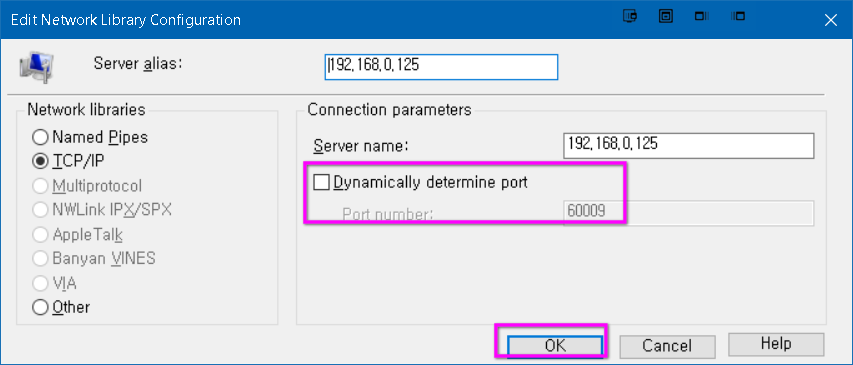 Edit Network Library Configuration
Server alias: 192,168,0,125
Network libraries
Named Pipes
TCP/IP
Multiprotocol
NWLink IPX/SPX
AppleTalk
Banyan VINES
VIA
Other
Connection parameters
Server name: 192,168,0,125
Dynamically determine port
Port number: 60009
OK Cancel Help